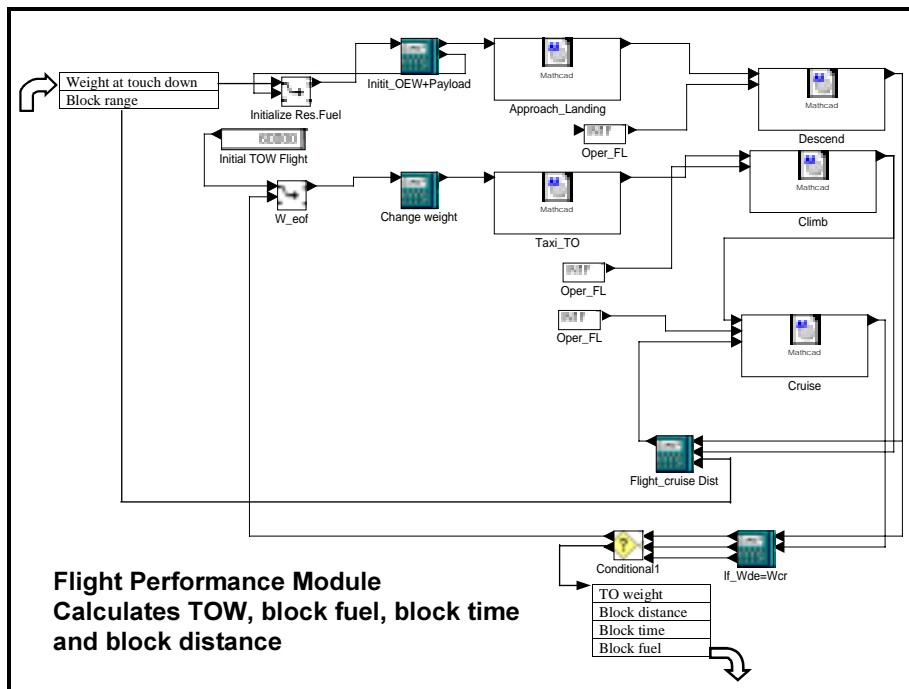 Weight at touch down
Block range
Initialize Res.Fuel
Initit_OEW+Payload
Mathcad
Approach_Landing
Oper_FL
Mathcad
Descend
60000
Initial TOW Flight
W_eof
Change weight
Mathcad
Taxi_TO
Mathcad
Climb
Oper_FL
Oper_FL
Mathcad
Cruise
Flight_cruise Dist
?
Conditional1
If_Wde=Wcr
Flight Performance Module
Calculates TOW, block fuel, block time
and block distance
TO weight
Block distance
Block time
Block fuel